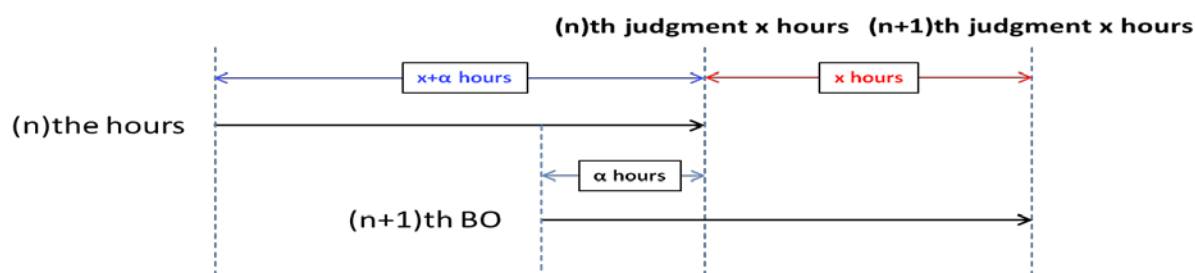 (n)th judgment x hours (n+1)th judgment x hours
x+α hours x hours
(n)the hours
α hours
(n+1)th BO